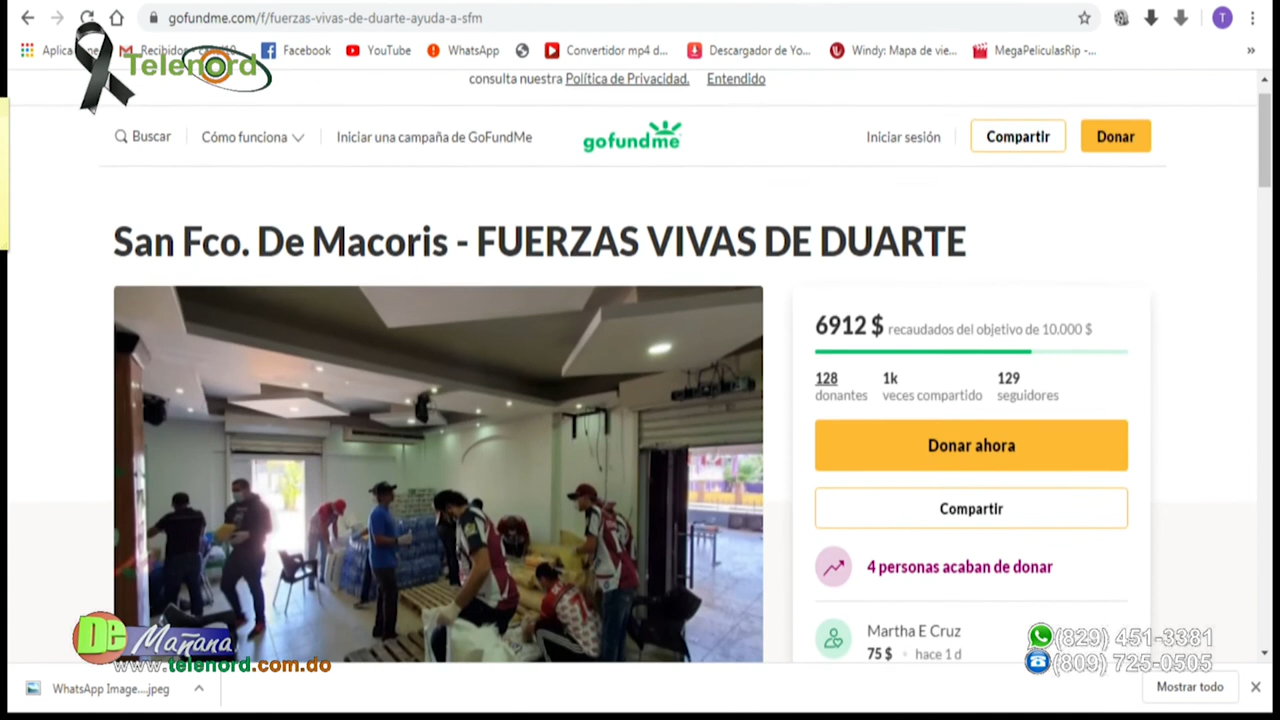 gofundme.com/f/fuerzas-vivas-de-duarte-ayuda-a-sfm
Facebook
YouTube
WhatsApp
Convertidor mp4 d...
Descargador de Yo...
Windy: Mapa de vie...
MegaPeliculasRip -...
Telenord
consulta nuestra Política de Privacidad. Entendido
Buscar
Cómo funciona
Iniciar una campaña de GoFundMe
gofundme
Iniciar sesión
Compartir
Donar
San Fco. De Macoris - FUERZAS VIVAS DE DUARTE
6912 $ recaudados del objetivo de 10.000 $
128 1k 129
donantes veces compartido seguidores
Donar ahora
Compartir
4 personas acaban de donar
Martha E Cruz
75 $ • hace 1 d
De Mañana
www.telenord.com.do
(829) 451-3381
(809) 725-0505
WhatsApp Image....jpeg
Mostrar todo